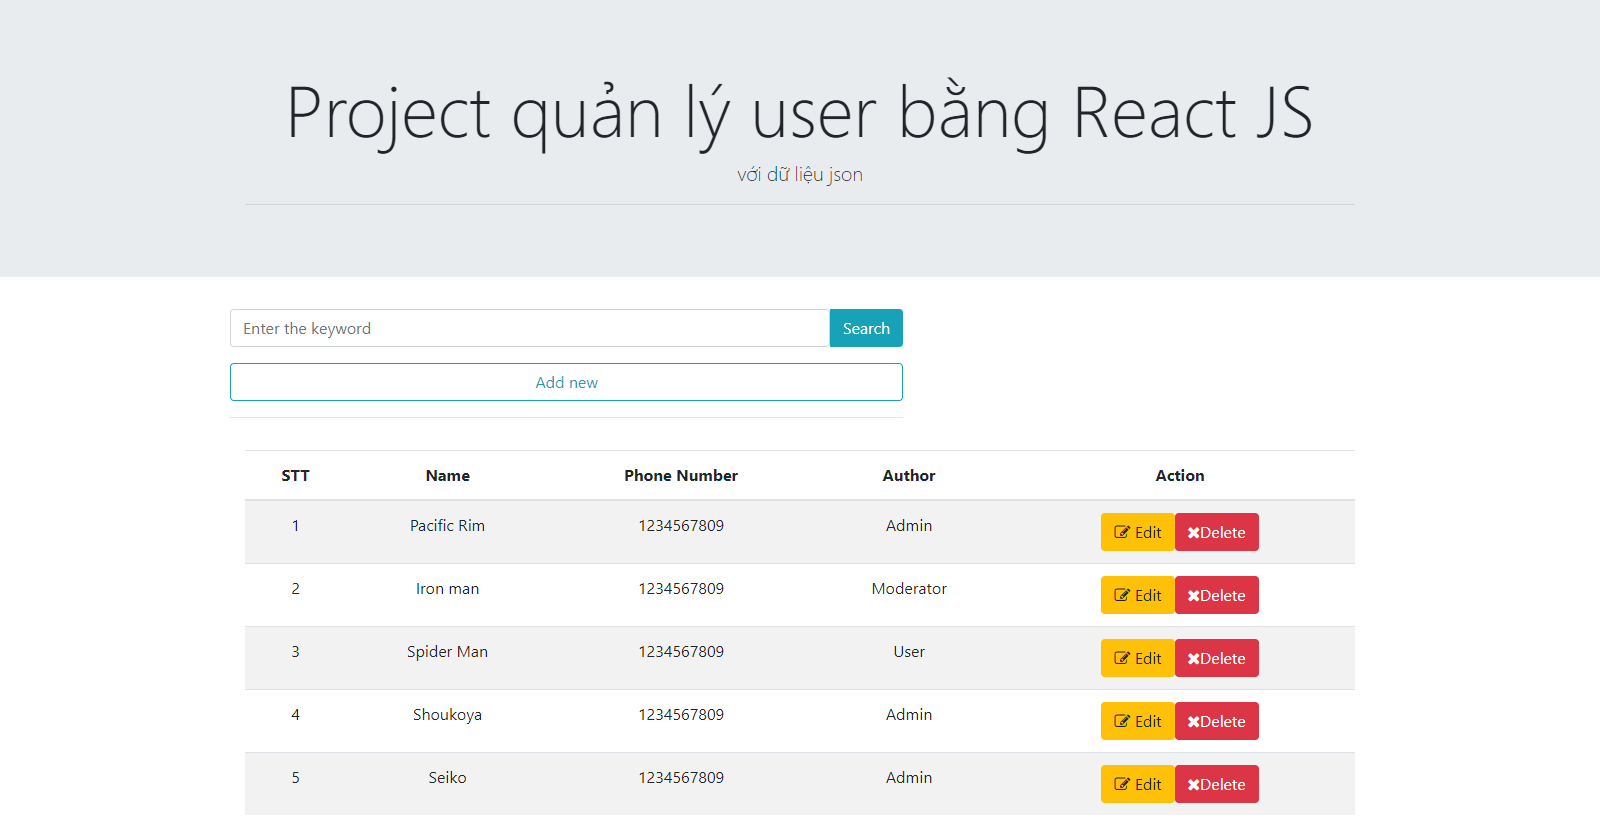 Project quản lý user bằng React JS
với dữ liệu json
Enter the keyword Search
Add new
STT Name Phone Number Author Action
1 Pacific Rim 1234567809 Admin Edit Delete
2 Iron man 1234567809 Moderator Edit Delete
3 Spider Man 1234567809 User Edit Delete
4 Shoukoya 1234567809 Admin Edit Delete
5 Seiko 1234567809 Admin Edit Delete